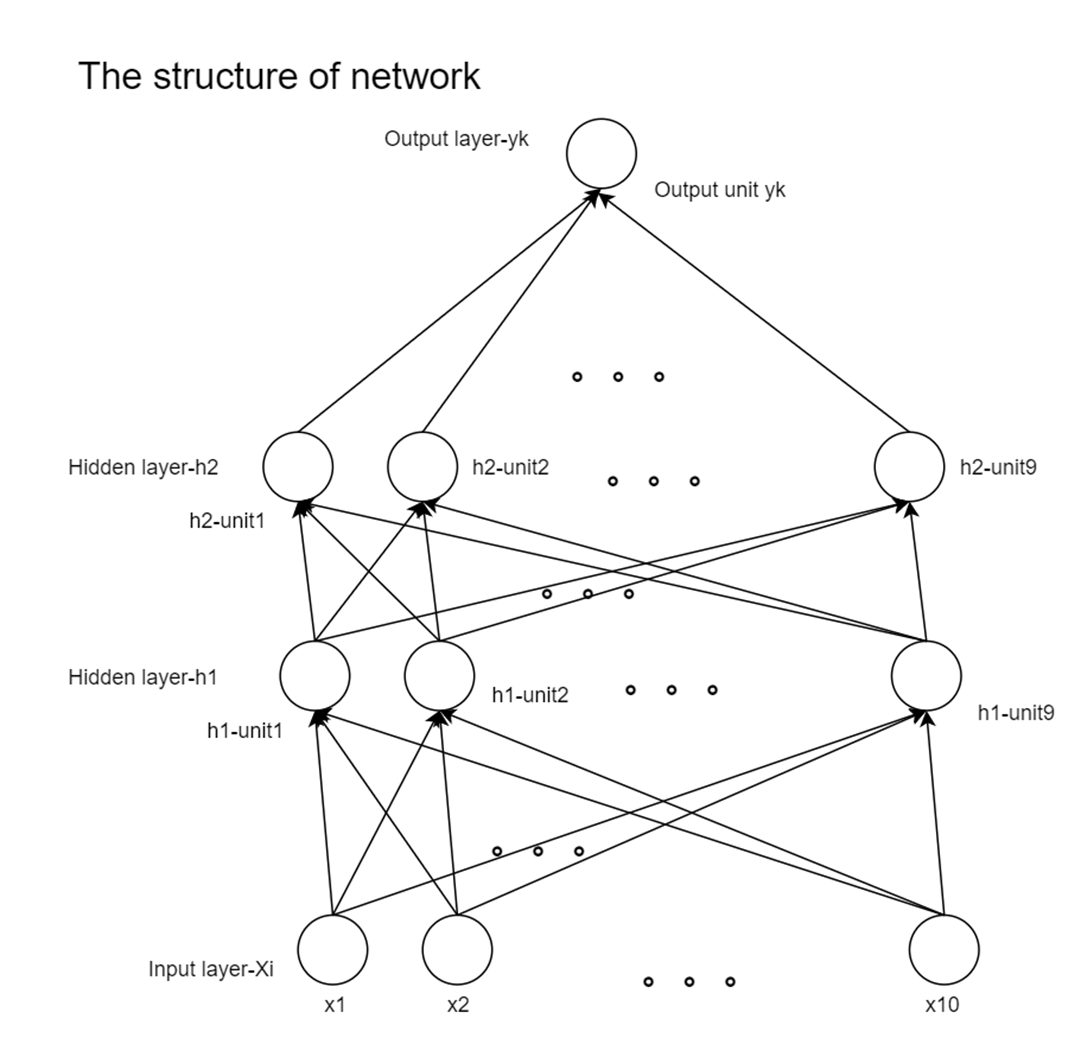 The structure of network
Output layer-yk
Output unit yk
Hidden layer-h2
h2-unit2
h2-unit9
h2-unit1
Hidden layer-h1
h1-unit2
h1-unit9
h1-unit1
Input layer-Xi
x1
x2
x10